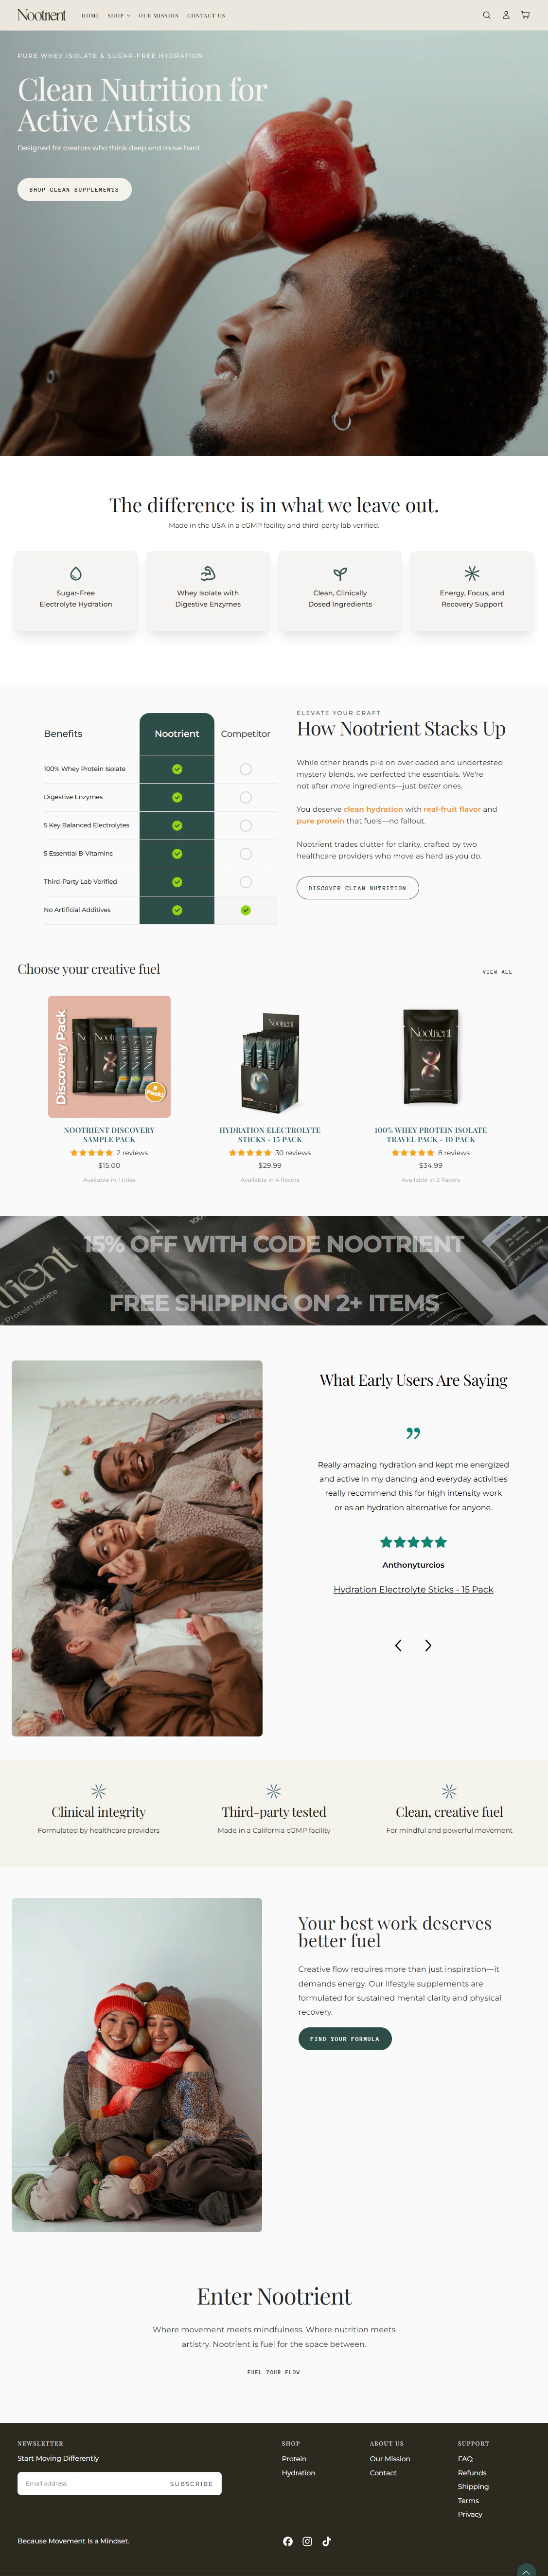 Nootrient
HOME SHOP OUR MISSION CONTACT US
PURE WHEY ISOLATE & SUGAR-FREE HYDRATION
Clean Nutrition for
Active Artists
Designed for creators who think deep and move hard
SHOP CLEAN SUPPLEMENTS
The difference is in what we leave out.
Made in the USA in a cGMP facility and third-party lab verified.
Sugar-Free
Electrolyte Hydration
Whey Isolate with
Digestive Enzymes
Clean, Clinically
Dosed Ingredients
Energy, Focus, and
Recovery Support
Benefits Nootrient Competitor
100% Whey Protein Isolate
Digestive Enzymes
5 Key Balanced Electrolytes
5 Essential B-Vitamins
Third-Party Lab Verified
No Artificial Additives
ELEVATE YOUR CRAFT
How Nootrient Stacks Up
While other brands pile on overloaded and undertested
mystery blends, we perfected the essentials. We're
not after more ingredients—just better ones.
You deserve clean hydration with real-fruit flavor and
pure protein that fuels—no fallout.
Nootrient trades clutter for clarity, crafted by two
healthcare providers who move as hard as you do.
DISCOVER CLEAN NUTRITION
Choose your creative fuel
VIEW ALL
Discovery Pack
Nootrient
Nootrient
NOOTRIENT DISCOVERY
SAMPLE PACK
2 reviews
$15.00
Available in 1 titles
HYDRATION ELECTROLYTE
STICKS - 15 PACK
30 reviews
$29.99
Available in 4 flavors
100% WHEY PROTEIN ISOLATE
TRAVEL PACK - 10 PACK
8 reviews
$34.99
Available in 2 flavors
15% OFF WITH CODE NOOTRIENT
FREE SHIPPING ON 2+ ITEMS
trient
Protein Isolate
What Early Users Are Saying
”
Really amazing hydration and kept me energized
and active in my dancing and everyday activities
really recommend this for high intensity work
or as an hydration alternative for anyone.
Anthonyturcios
Hydration Electrolyte Sticks - 15 Pack
Clinical integrity
Formulated by healthcare providers
Third-party tested
Made in a California cGMP facility
Clean, creative fuel
For mindful and powerful movement
Your best work deserves
better fuel
Creative flow requires more than just inspiration—it
demands energy. Our lifestyle supplements are
formulated for sustained mental clarity and physical
recovery.
FIND YOUR FORMULA
Enter Nootrient
Where movement meets mindfulness. Where nutrition meets
artistry. Nootrient is fuel for the space between.
FUEL YOUR FLOW
NEWSLETTER
Start Moving Differently
Email address SUBSCRIBE
SHOP
Protein
Hydration
ABOUT US
Our Mission
Contact
SUPPORT
FAQ
Refunds
Shipping
Terms
Privacy
Because Movement Is a Mindset.